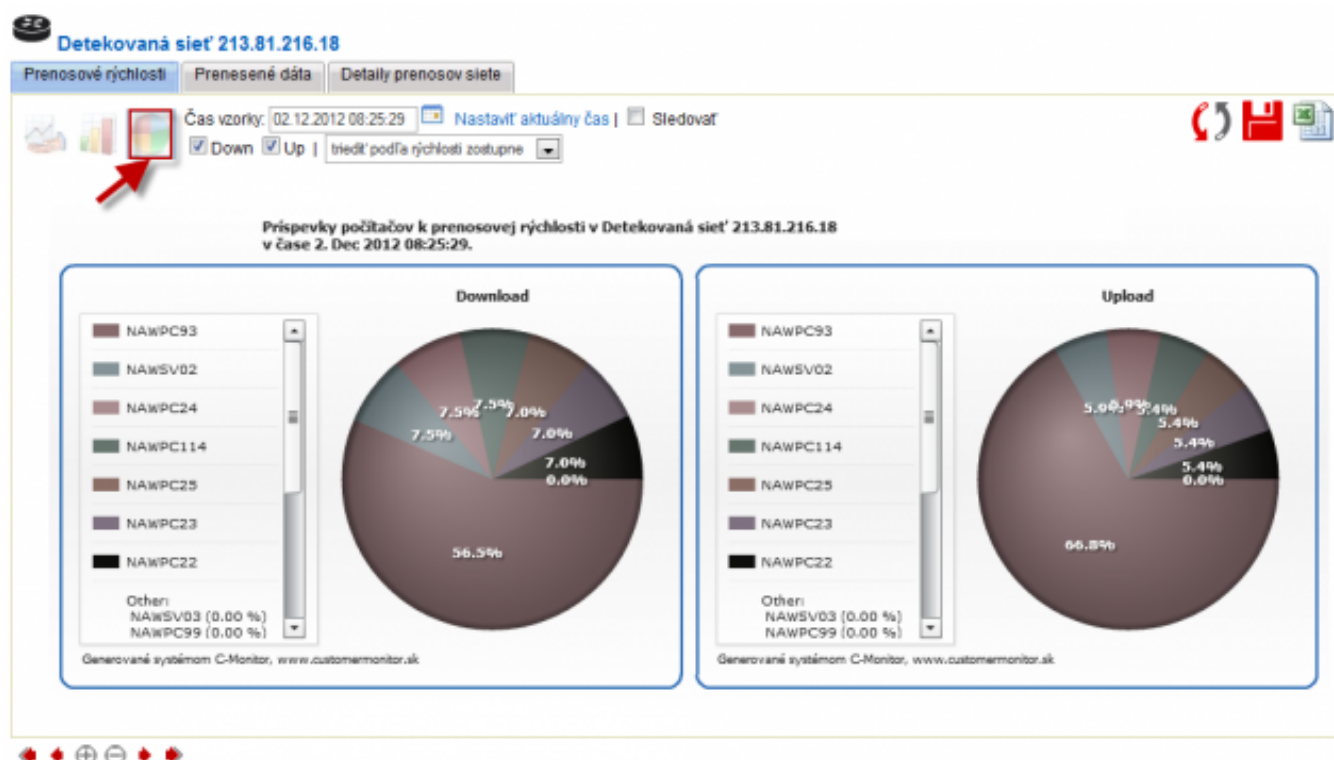 Detekovaná sieť 213.81.216.18
Prenosové rýchlosti Prenesené dáta Detaily prenosov siete
Čas vzorky: 02.12.2012 08:25:29 Nastaviť aktuálny čas | Sledovať
Down Up | triediť podľa rýchlosti zostupne
Príspevky počítačov k prenosovej rýchlosti v Detekovaná sieť 213.81.216.18
v čase 2. Dec 2012 08:25:29.
Download
NAWPC93
NAWSV02
NAWPC24
NAWPC114
NAWPC25
NAWPC23
NAWPC22
Other:
NAWSV03 (0.00 %)
NAWPC99 (0.00 %)
7.5%
7.5%
7.5%
7.0%
7.0%
7.0%
0.0%
56.5%
Generované systémom C-Monitor, www.customermonitor.sk
Upload
NAWPC93
NAWSV02
NAWPC24
NAWPC114
NAWPC25
NAWPC23
NAWPC22
Other:
NAWSV03 (0.00 %)
NAWPC99 (0.00 %)
5.9%
5.9%
5.4%
5.4%
5.4%
5.4%
0.0%
66.8%
Generované systémom C-Monitor, www.customermonitor.sk